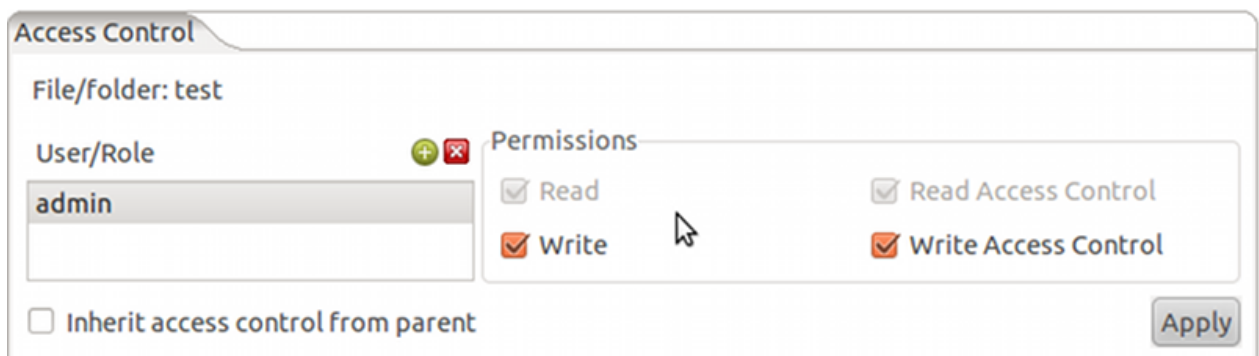 Access Control
File/folder: test
User/Role
Permissions
admin
Read
Read Access Control
Write
Write Access Control
Inherit access control from parent
Apply